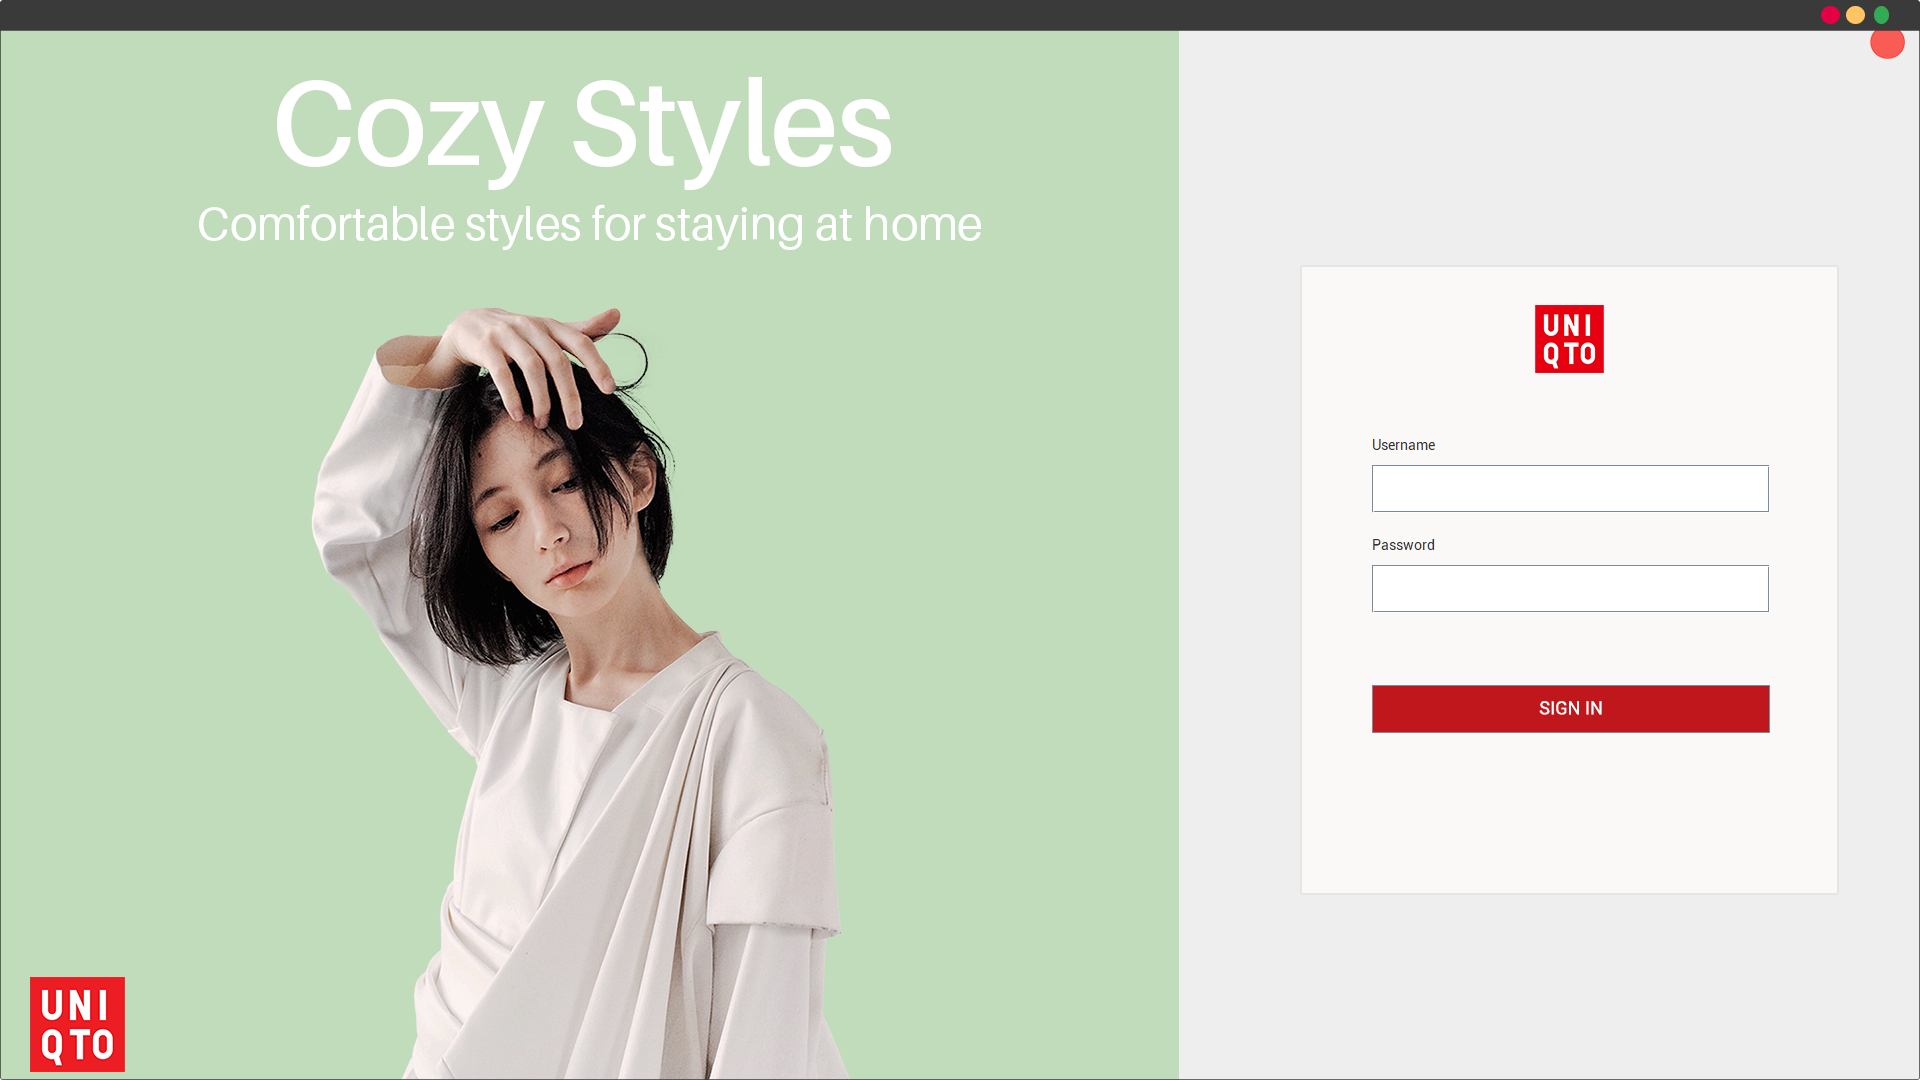 Cozy Styles
Comfortable styles for staying at home
UNI
QTO
Username
Password
SIGN IN
UNI
QTO